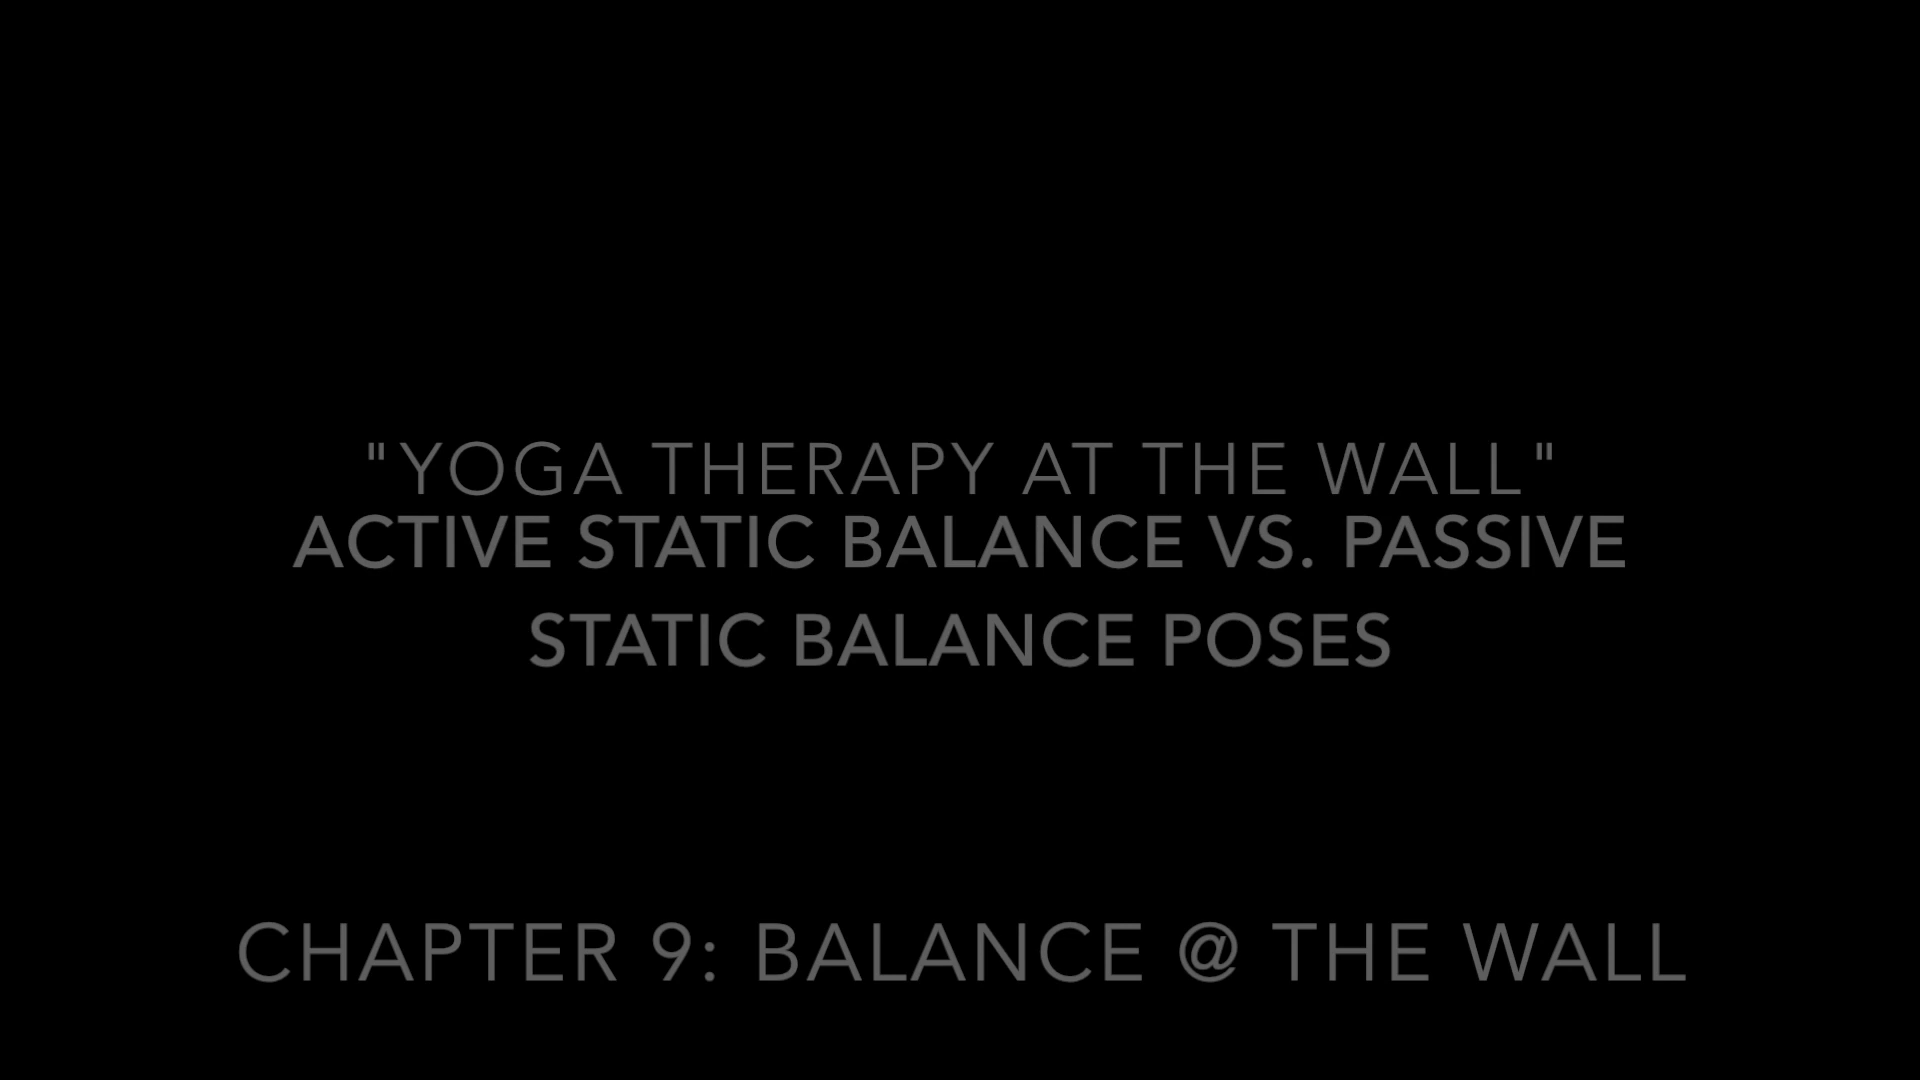 "YOGA THERAPY AT THE WALL"
ACTIVE STATIC BALANCE VS. PASSIVE
STATIC BALANCE POSES
CHAPTER 9: BALANCE @ THE WALL